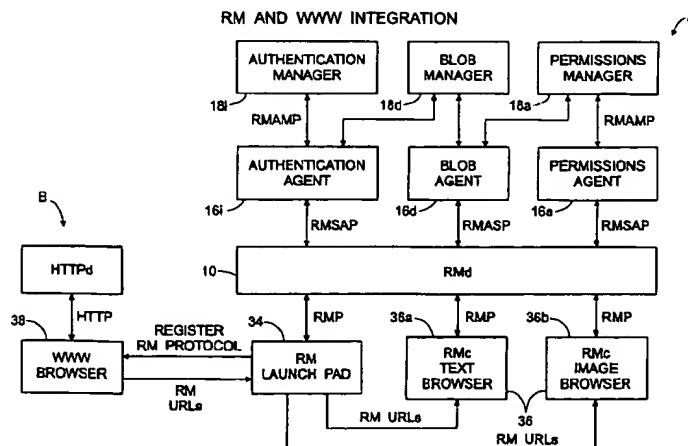 RM AND WWW INTEGRATION
AUTHENTICATION
MANAGER
BLOB
MANAGER
PERMISSIONS
MANAGER
18i
18d
18a
RMAMP
RMAMP
AUTHENTICATION
AGENT
BLOB
AGENT
PERMISSIONS
AGENT
B
16i
16d
16a
RMSAP
RMASP
RMSAP
HTTPd
10
RMd
HTTP
RMP
RMP
RMP
38
REGISTER
RM PROTOCOL
34
36a
36b
WWW
BROWSER
RM
LAUNCH PAD
RMc
TEXT
BROWSER
RMc
IMAGE
BROWSER
RM
URLs
RM URLs
36
RM URLs